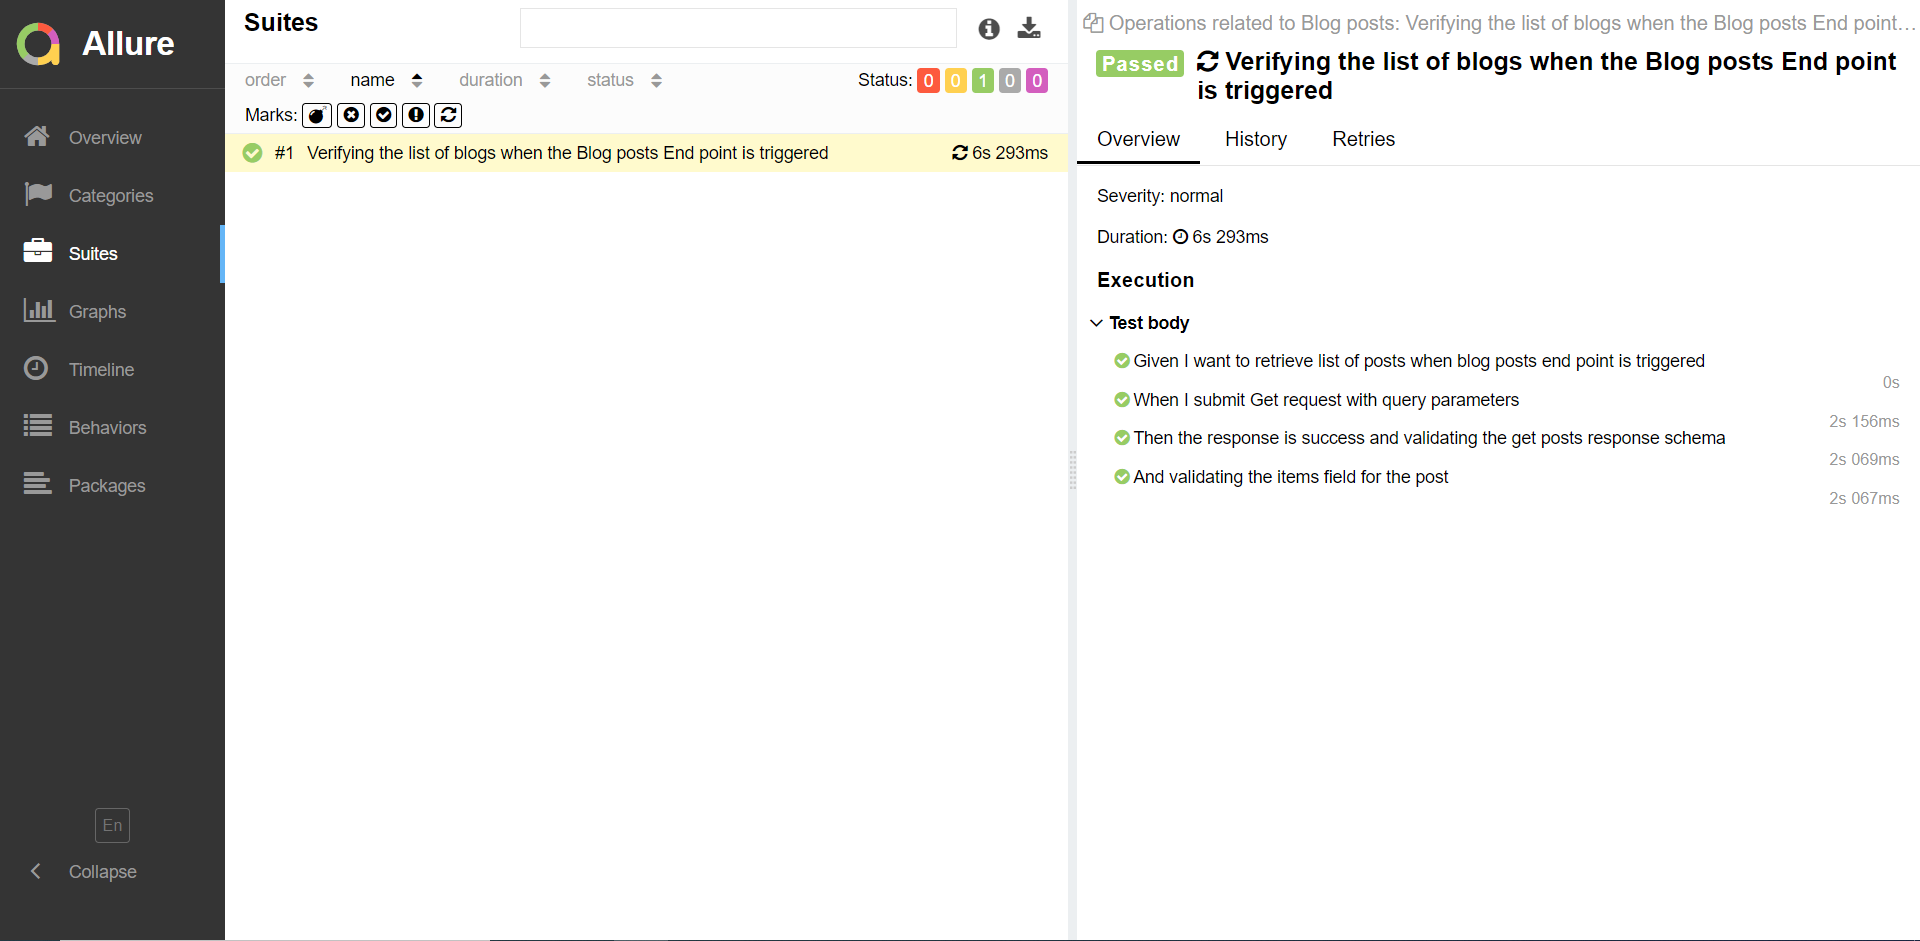 Allure
Overview
Categories
Suites
Graphs
Timeline
Behaviors
Packages
En
Collapse
Suites
order name duration status Status: 0 0 1 0 0
Marks:
#1 Verifying the list of blogs when the Blog posts End point is triggered 6s 293ms
Operations related to Blog posts: Verifying the list of blogs when the Blog posts End point…
Passed Verifying the list of blogs when the Blog posts End point
is triggered
Overview History Retries
Severity: normal
Duration: 6s 293ms
Execution
Test body
Given I want to retrieve list of posts when blog posts end point is triggered
0s
When I submit Get request with query parameters
2s 156ms
Then the response is success and validating the get posts response schema
2s 069ms
And validating the items field for the post
2s 067ms